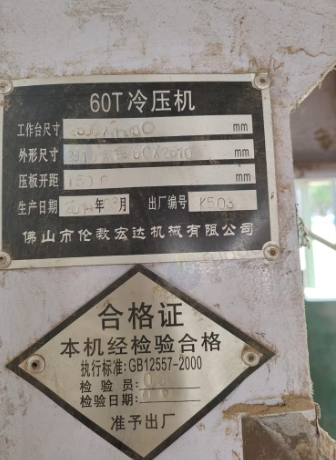 60T冷压机
工作台尺寸 mm
外形尺寸 mm
压板开距 mm
生产日期 年 月 出厂编号 K503
佛山市伦教宏达机械有限公司
合格证
本机经检验合格
执行标准:GB12557-2000
检验员:
检验日期:
准予出厂